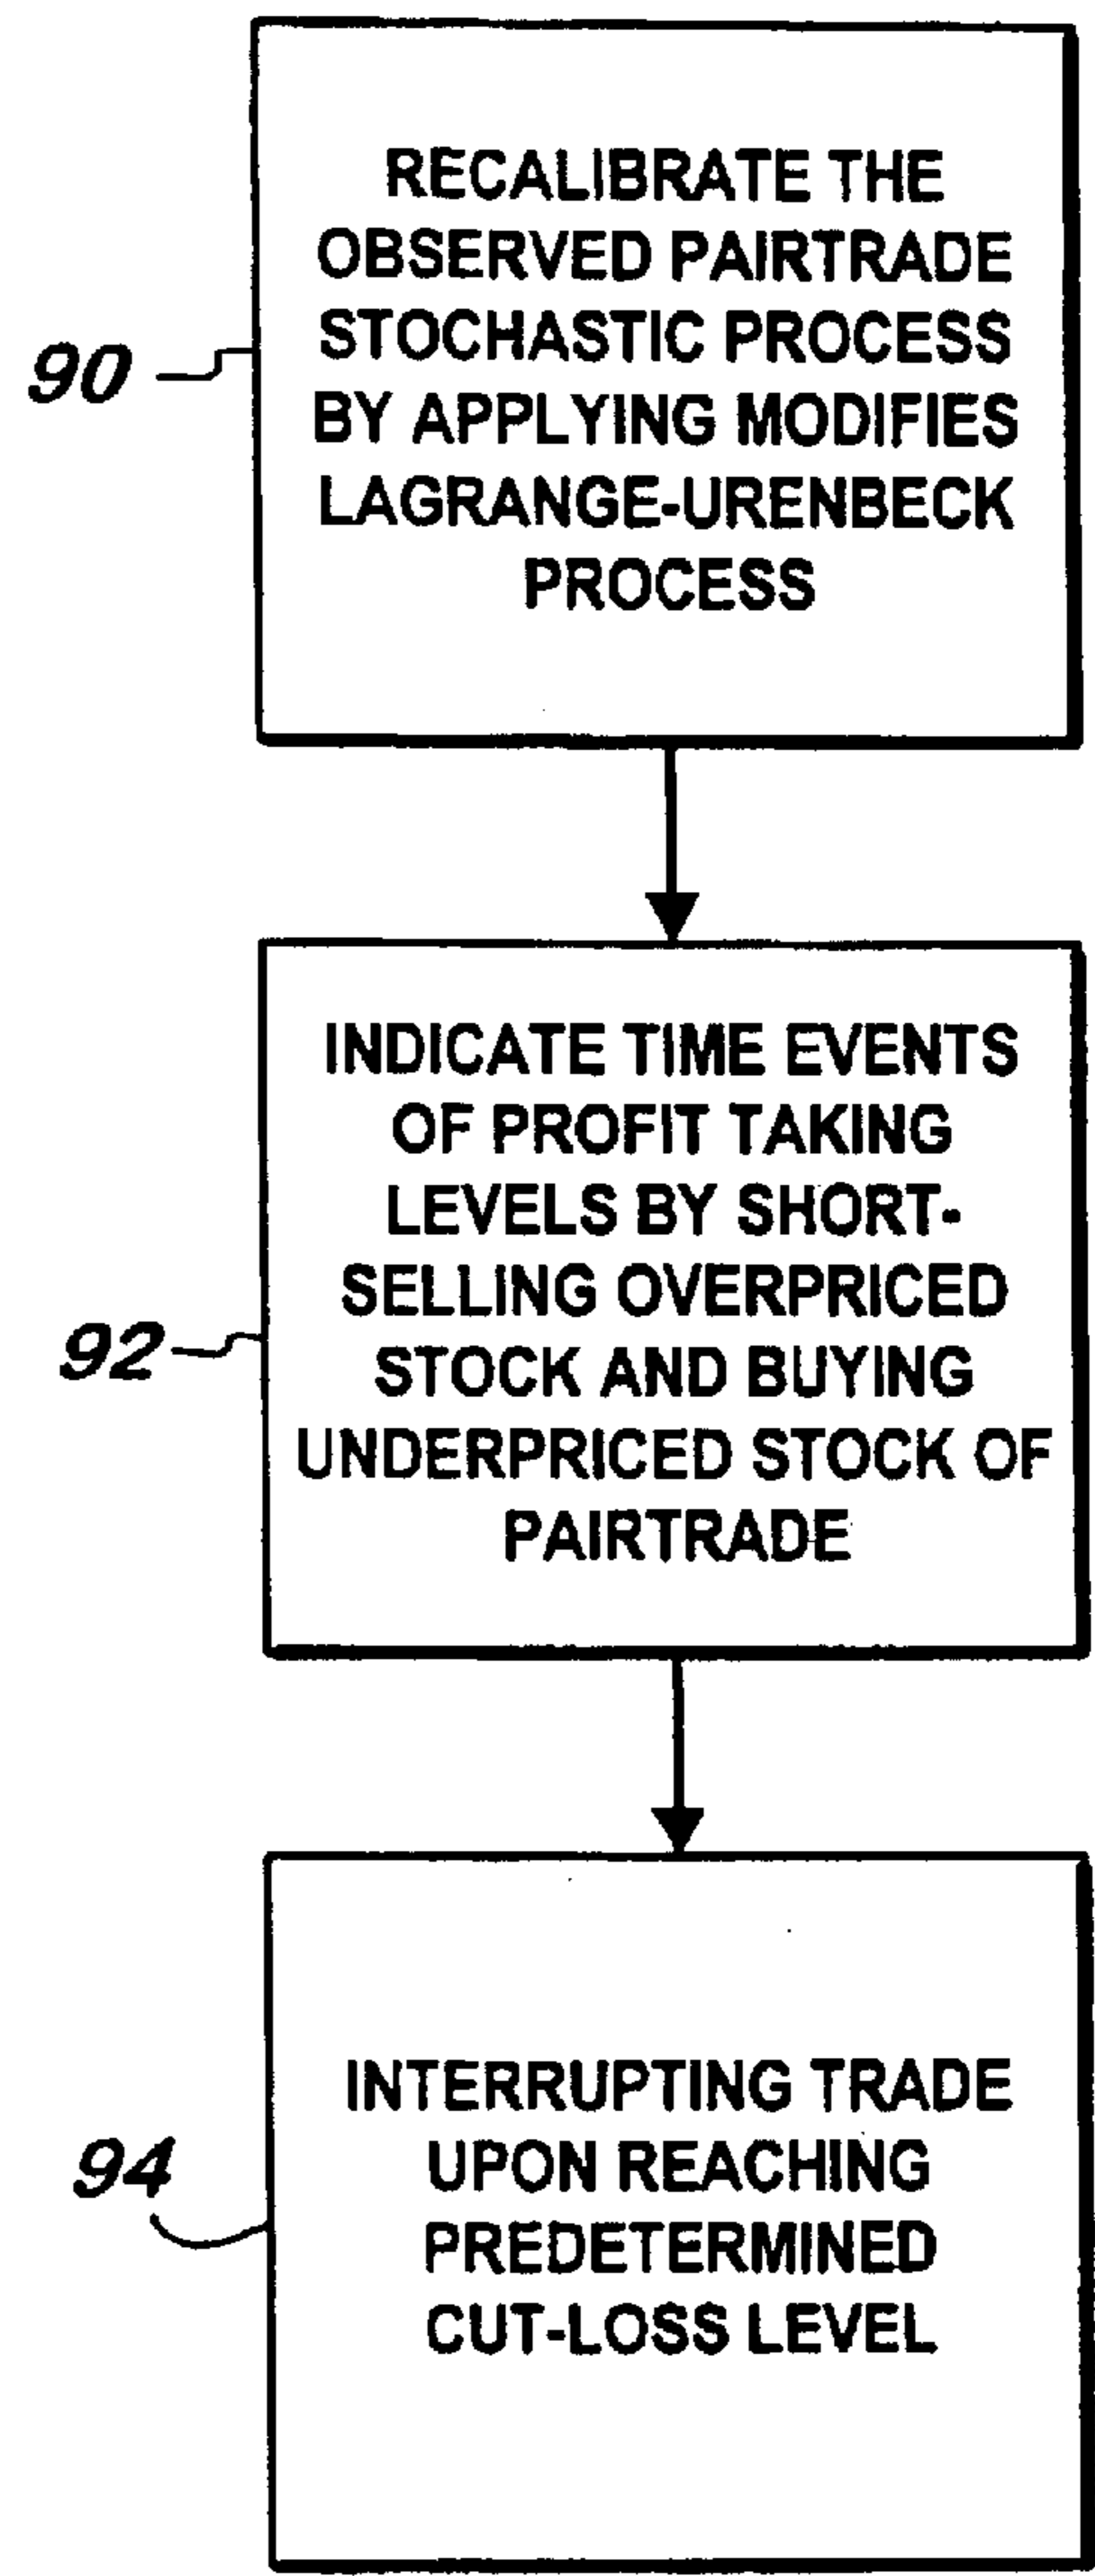 RECALIBRATE THE
OBSERVED PAIRTRADE
STOCHASTIC PROCESS
BY APPLYING MODIFIES
LAGRANGE-URENBECK
PROCESS
90
INDICATE TIME EVENTS
OF PROFIT TAKING
LEVELS BY SHORT-
SELLING OVERPRICED
STOCK AND BUYING
UNDERPRICED STOCK OF
PAIRTRADE
92
INTERRUPTING TRADE
UPON REACHING
PREDETERMINED
CUT-LOSS LEVEL
94